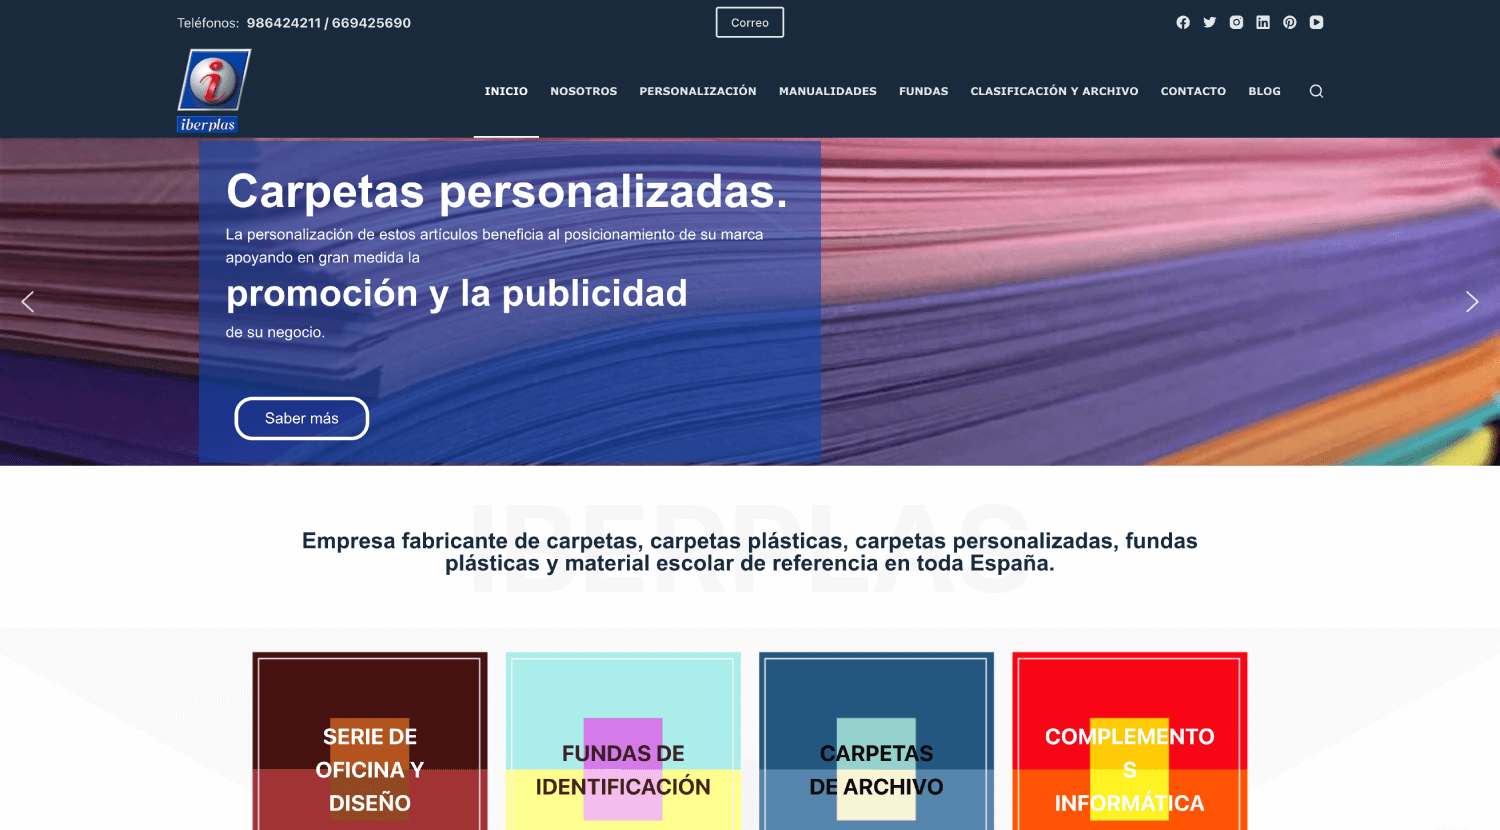 Teléfonos: 986424211 / 669425690
Correo
i
iberplas
INICIO NOSOTROS PERSONALIZACIÓN MANUALIDADES FUNDAS CLASIFICACIÓN Y ARCHIVO CONTACTO BLOG
Carpetas personalizadas.
La personalización de estos artículos beneficia al posicionamiento de su marca
apoyando en gran medida la
promoción y la publicidad
de su negocio.
Saber más
IBERPLAS
Empresa fabricante de carpetas, carpetas plásticas, carpetas personalizadas, fundas
plásticas y material escolar de referencia en toda España.
SERIE DE
OFICINA Y
DISEÑO
FUNDAS DE
IDENTIFICACIÓN
CARPETAS
DE ARCHIVO
COMPLEMENTO
S
INFORMÁTICA